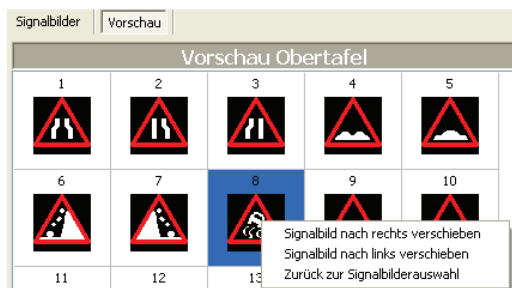 Signalbilder Vorschau
Vorschau Obertafel
1 2 3 4 5
6 7 8 9 10
Signalbild nach rechts verschieben
Signalbild nach links verschieben
Zurück zur Signalbilderauswahl
11 12 13